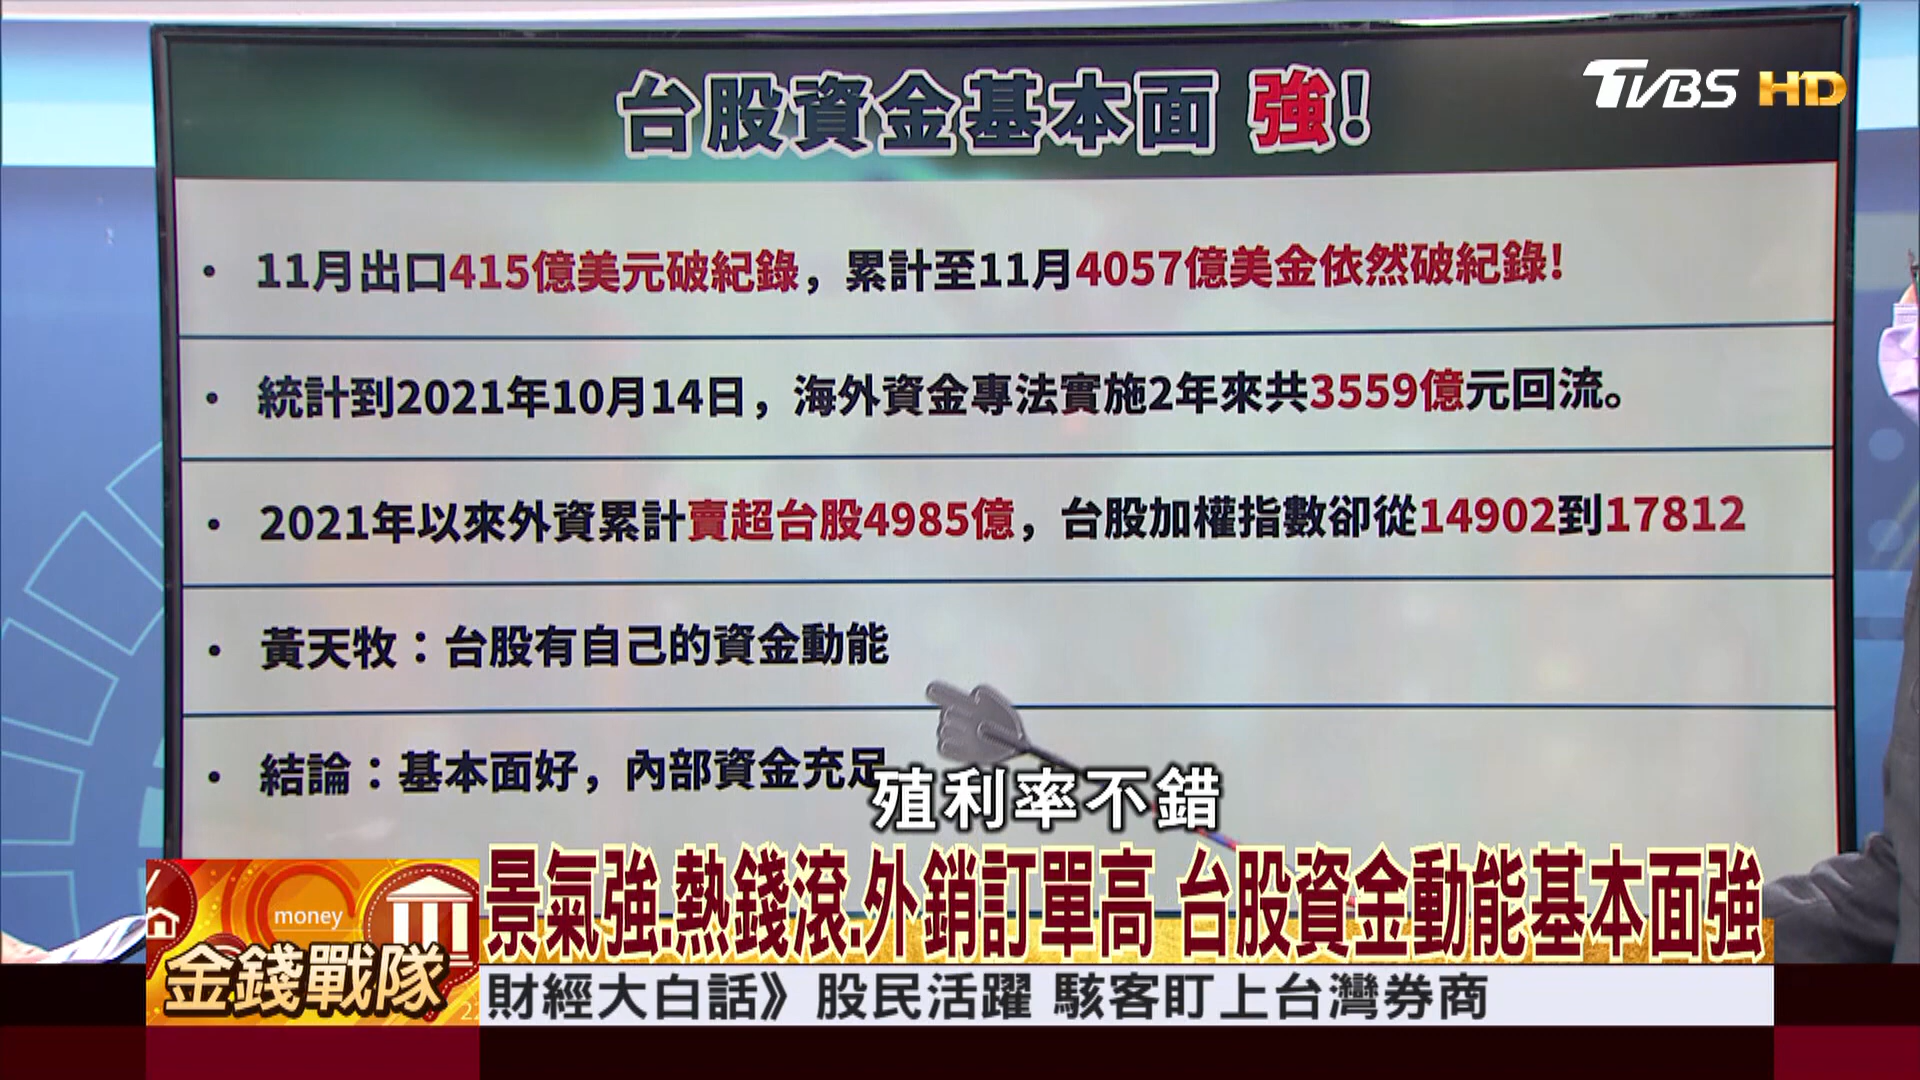 台股資金基本面 強!
TVBS HD
• 11月出口415億美元破紀錄，累計至11月4057億美金依然破紀錄!
• 統計到2021年10月14日，海外資金專法實施2年來共3559億元回流。
• 2021年以來外資累計賣超台股4985億，台股加權指數卻從14902到17812
• 黃天牧：台股有自己的資金動能
• 結論：基本面好，內部資金充足
殖利率不錯
景氣強.熱錢滾.外銷訂單高 台股資金動能基本面強
money
金錢戰隊
財經大白話》股民活躍 駭客盯上台灣券商